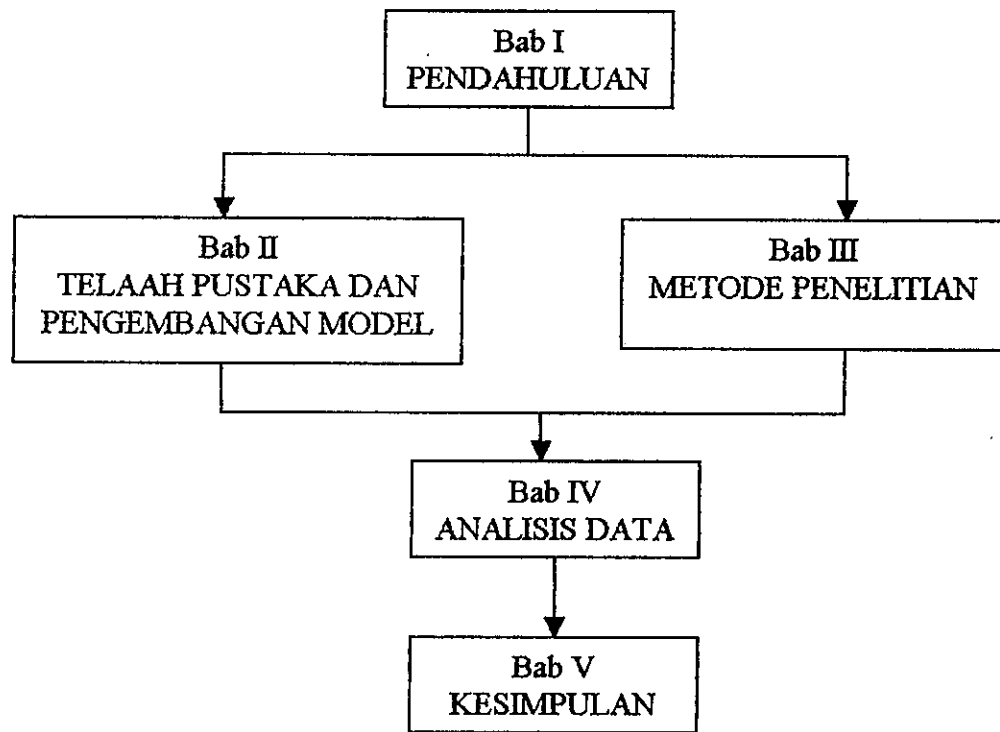 Bab I
PENDAHULUAN
Bab II
TELAAH PUSTAKA DAN
PENGEMBANGAN MODEL
Bab III
METODE PENELITIAN
Bab IV
ANALISIS DATA
Bab V
KESIMPULAN